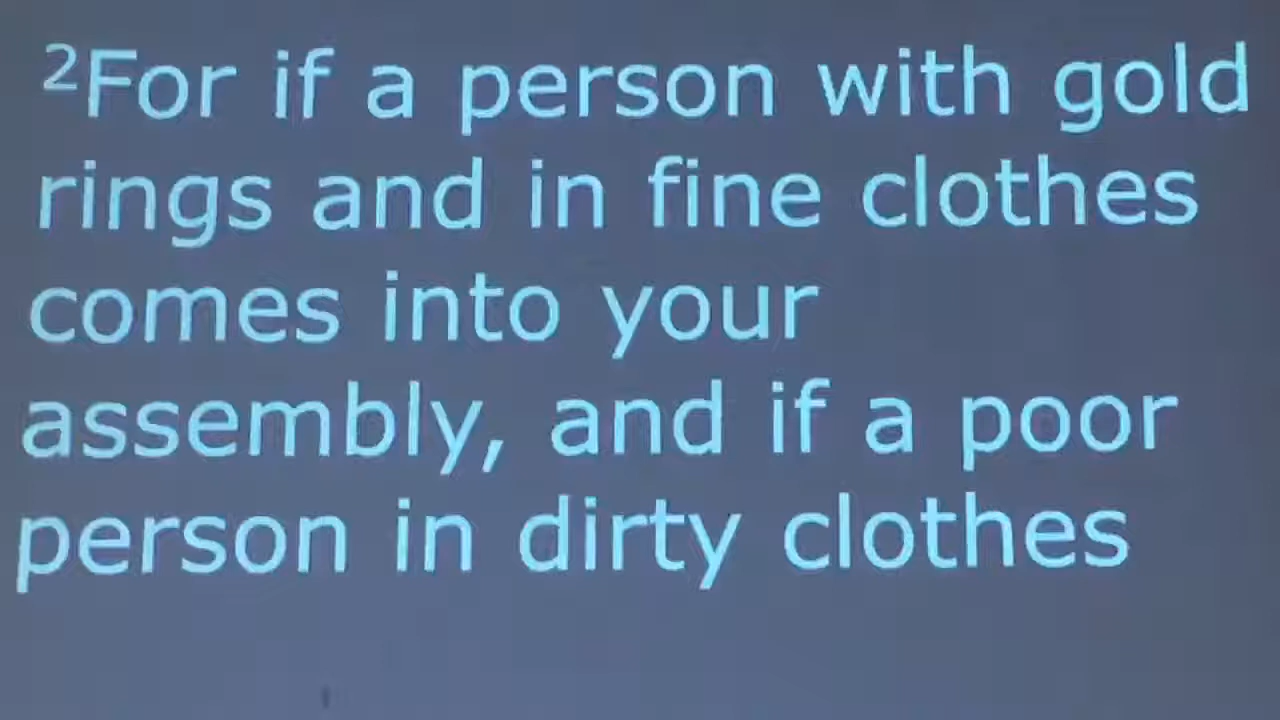 ²For if a person with gold
rings and in fine clothes
comes into your
assembly, and if a poor
person in dirty clothes